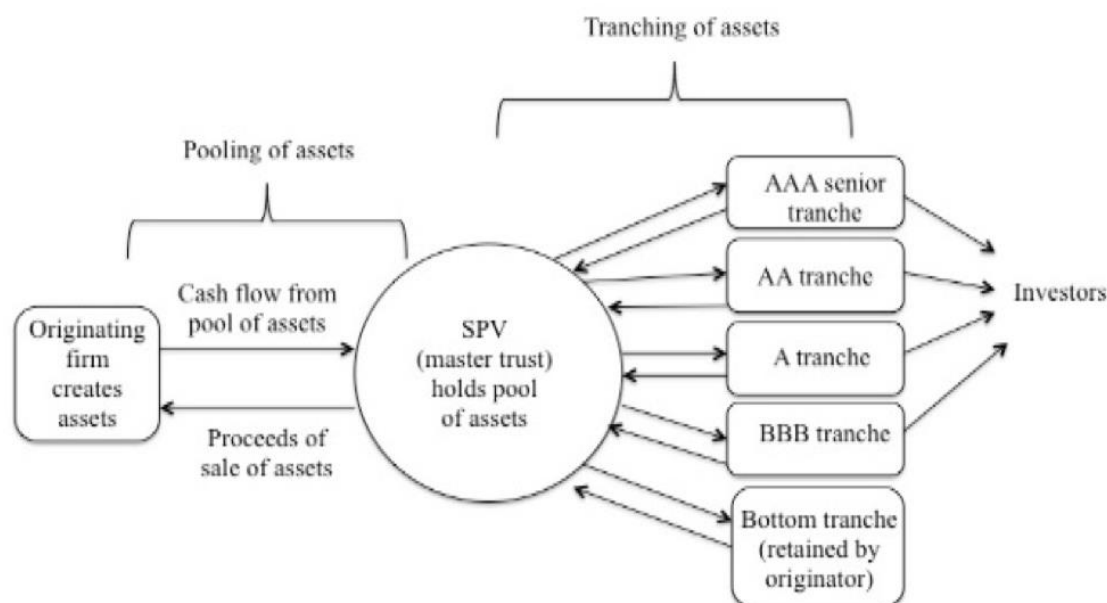 Tranching of assets
Pooling of assets
Cash flow from
pool of assets
Originating
firm
creates
assets
Proceeds of
sale of assets
SPV
(master trust)
holds pool
of assets
AAA senior
tranche
AA tranche
A tranche
BBB tranche
Bottom tranche
(retained by
originator)
Investors